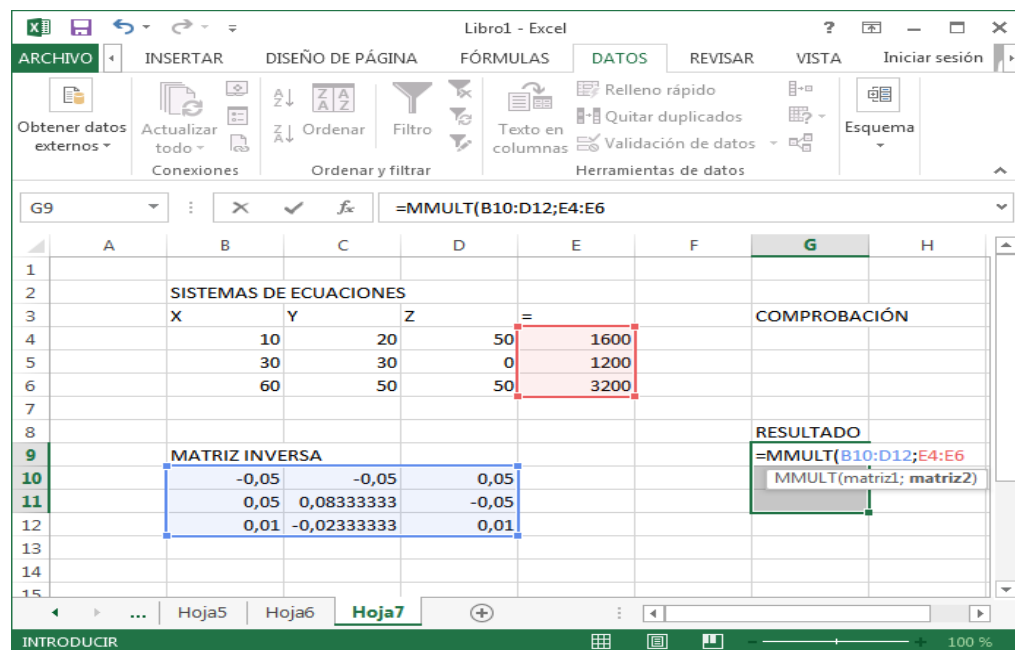 Libro1 - Excel
ARCHIVO INSERTAR DISEÑO DE PÁGINA FÓRMULAS DATOS REVISAR VISTA Iniciar sesión
Obtener datos externos
Actualizar todo
Conexiones
Ordenar
Filtro
Ordenar y filtrar
Texto en columnas
Relleno rápido
Quitar duplicados
Validación de datos
Herramientas de datos
Esquema
G9 fx =MMULT(B10:D12;E4:E6
A B C D E F G H
1
2 SISTEMAS DE ECUACIONES
3 X Y Z = COMPROBACIÓN
4 10 20 50 1600
5 30 30 0 1200
6 60 50 50 3200
7
8 RESULTADO
9 MATRIZ INVERSA =MMULT(B10:D12;E4:E6
10 -0,05 -0,05 0,05 MMULT(matriz1; matriz2)
11 0,05 0,08333333 -0,05
12 0,01 -0,02333333 0,01
13
14
15
... Hoja5 Hoja6 Hoja7
INTRODUCIR 100 %